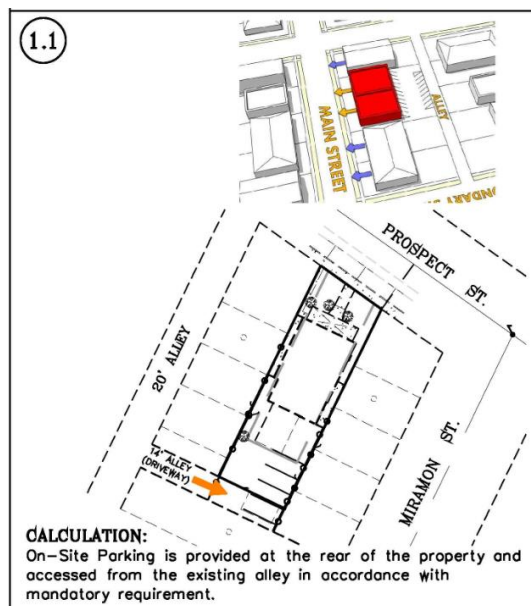 1.1
MAIN STREET
ALLEY
PROSPECT ST.
20' ALLEY
14' ALLEY
(DRIVEWAY)
MIRAMON ST.
CALCULATION:
On-Site Parking is provided at the rear of the property and
accessed from the existing alley in accordance with
mandatory requirement.